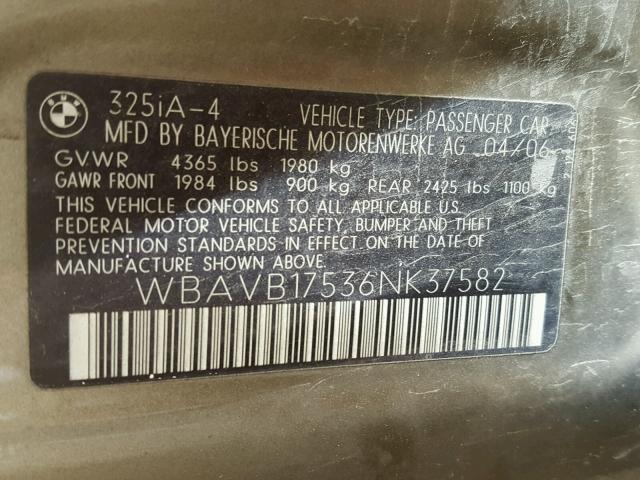 BMW
325iA-4 VEHICLE TYPE: PASSENGER CAR
MFD BY BAYERISCHE MOTORENWERKE AG 04/06
GVWR 4365 lbs 1980 kg
GAWR FRONT 1984 lbs 900 kg REAR 2425 lbs 1100 kg
THIS VEHICLE CONFORMS TO ALL APPLICABLE U.S.
FEDERAL MOTOR VEHICLE SAFETY, BUMPER AND THEFT
PREVENTION STANDARDS IN EFFECT ON THE DATE OF
MANUFACTURE SHOWN ABOVE.
WBAVB17536NK37582